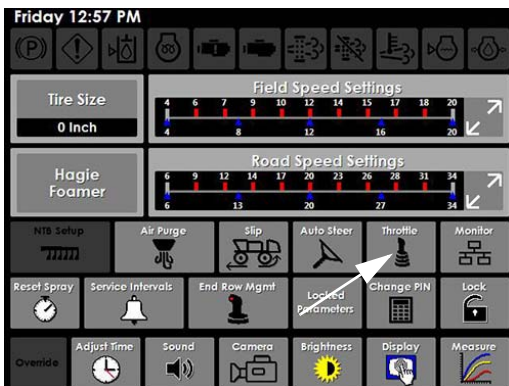 Friday 12:57 PM
Tire Size
0 Inch
Field Speed Settings
4 6 7 9 10 12 14 15 17 18 20
4 8 12 16 20
Hagie
Foamer
Road Speed Settings
6 9 12 14 17 20 23 26 28 31 34
6 13 20 27 34
NTB Setup Air Purge Slip Auto Steer Throttle Monitor
Reset Spray Service Intervals End Row Mgmt Locked Parameters Change PIN Lock
Override Adjust Time Sound Camera Brightness Display Measure